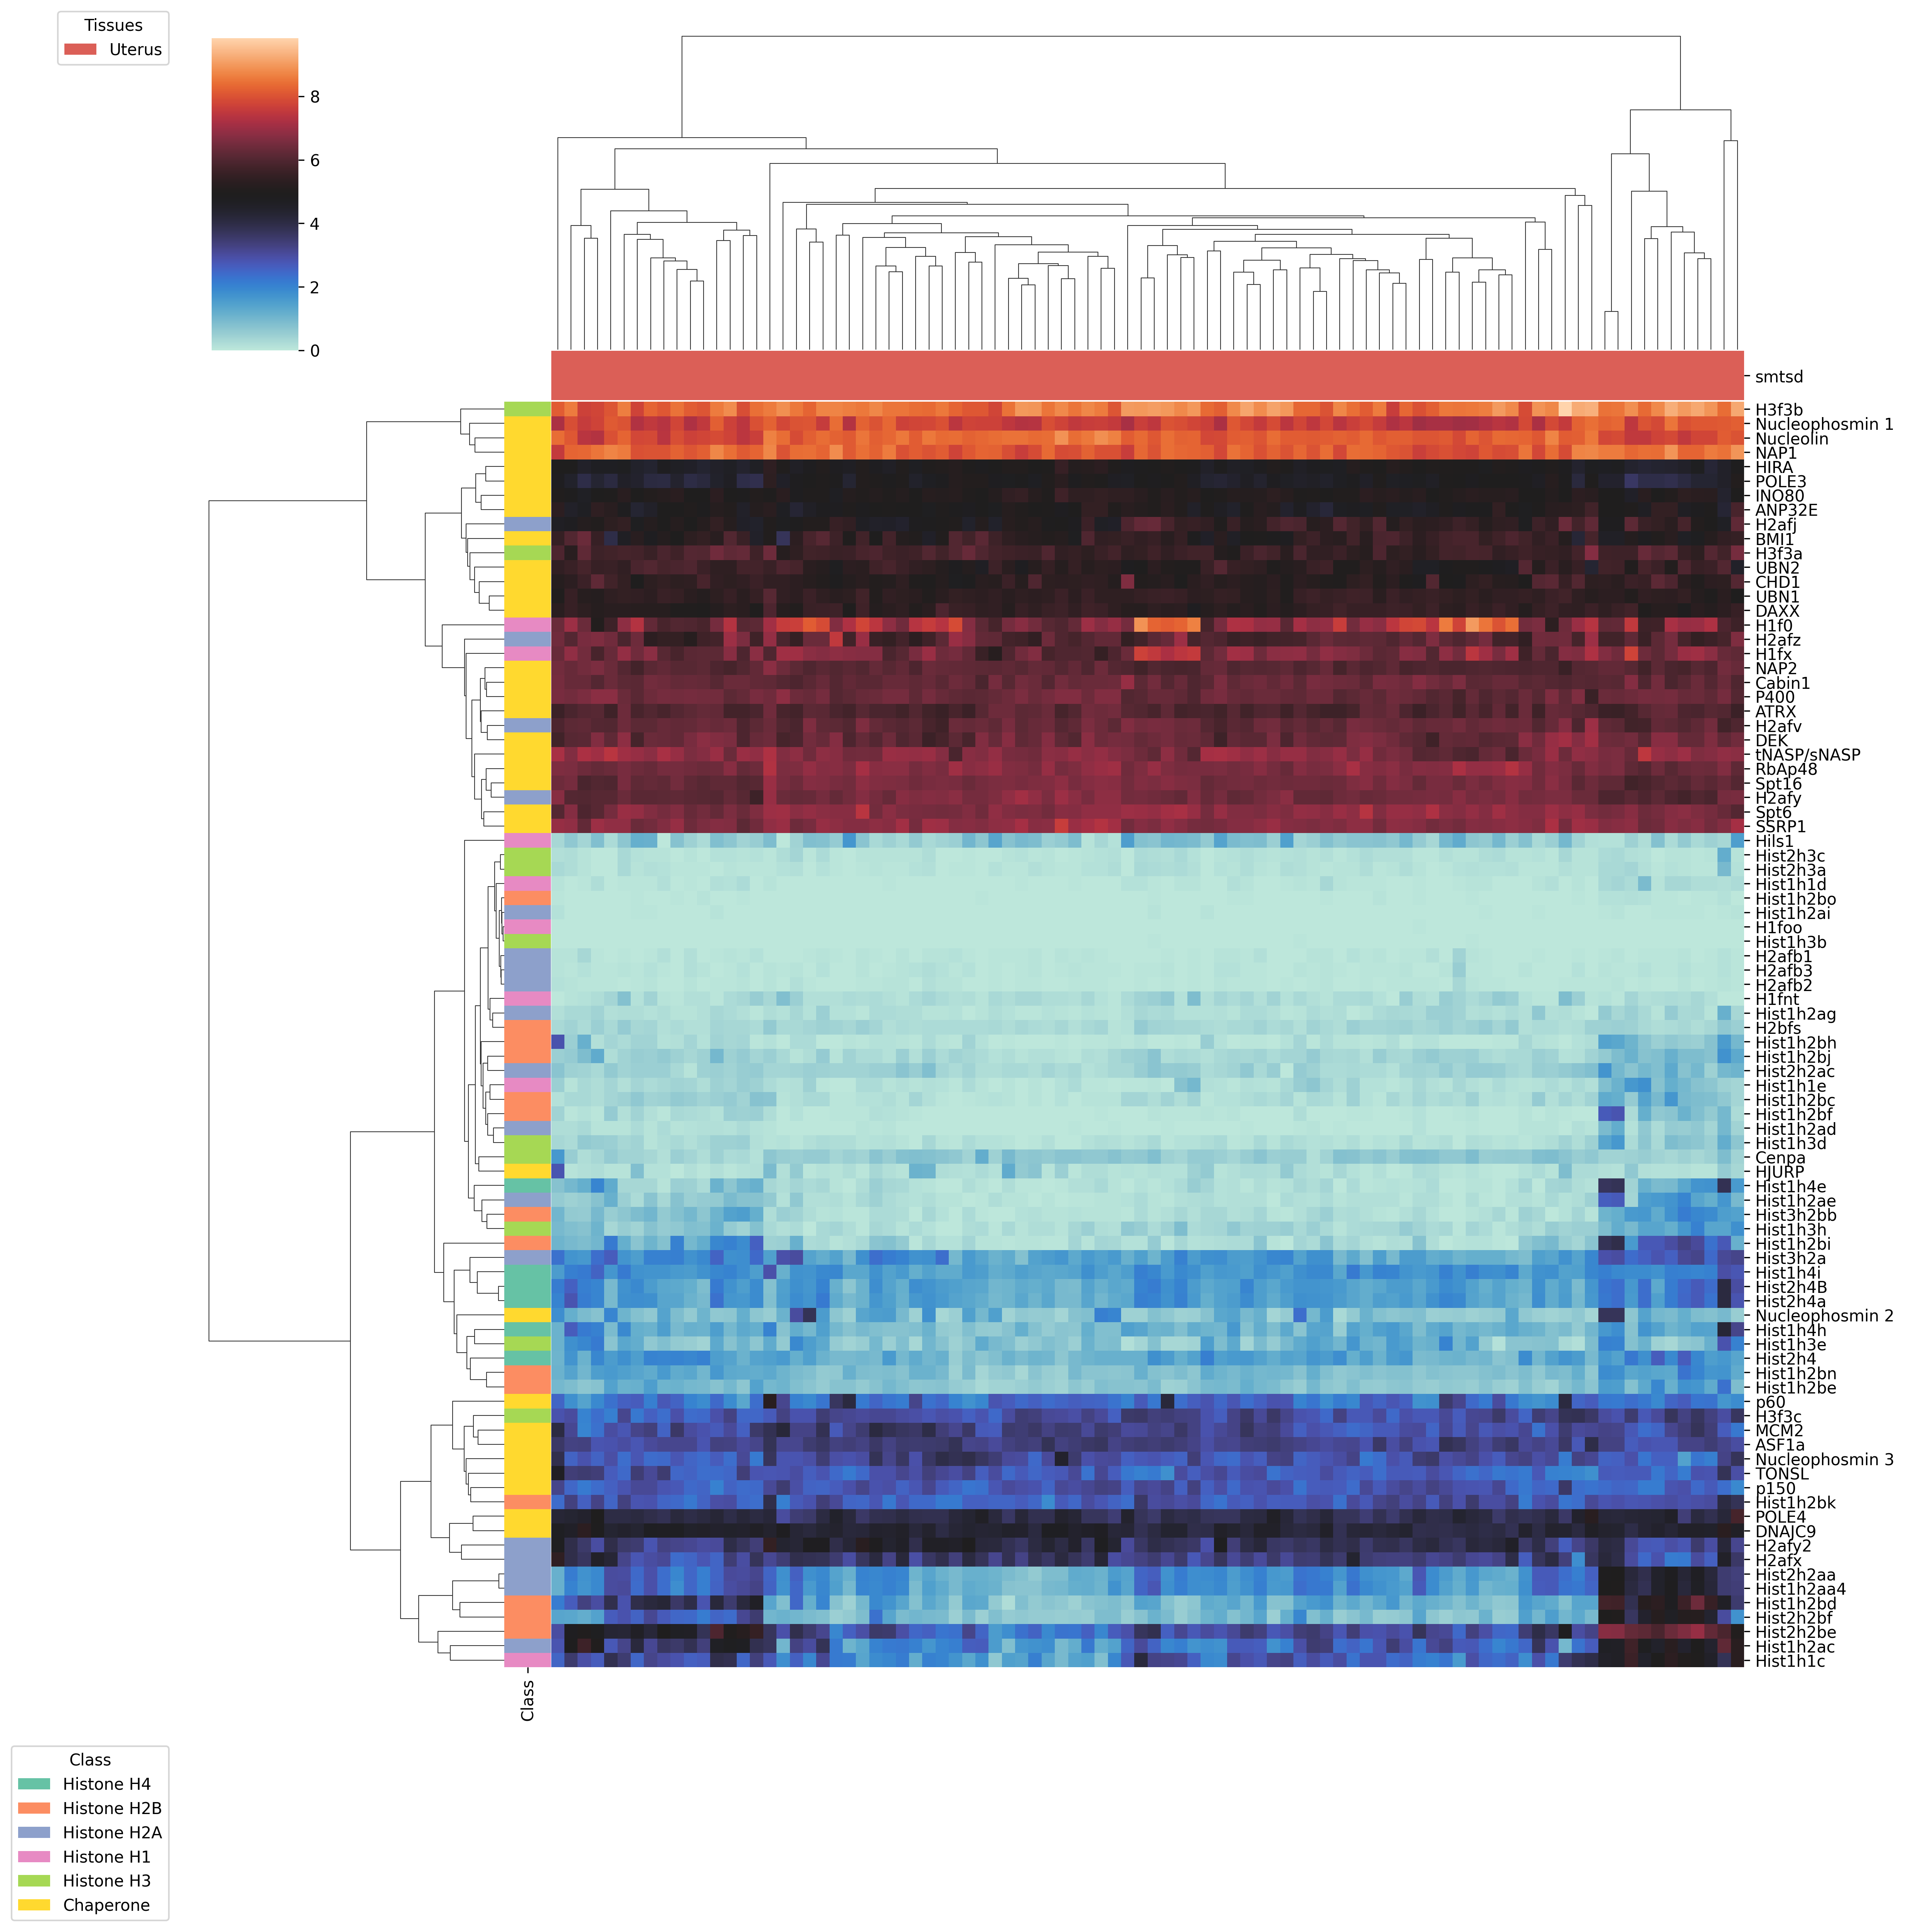 Tissues
Uterus
8
6
4
2
0
smtsd
H3f3b
Nucleophosmin 1
Nucleolin
NAP1
HIRA
POLE3
INO80
ANP32E
H2afj
BMI1
H3f3a
UBN2
CHD1
UBN1
DAXX
H1f0
H2afz
H1fx
NAP2
Cabin1
P400
ATRX
H2afv
DEK
tNASP/sNASP
RbAp48
Spt16
H2afy
Spt6
SSRP1
Hils1
Hist2h3c
Hist2h3a
Hist1h1d
Hist1h2bo
Hist1h2ai
H1foo
Hist1h3b
H2afb1
H2afb3
H2afb2
H1fnt
Hist1h2ag
H2bfs
Hist1h2bh
Hist1h2bj
Hist2h2ac
Hist1h1e
Hist1h2bc
Hist1h2bf
Hist1h2ad
Hist1h3d
Cenpa
HJURP
Hist1h4e
Hist1h2ae
Hist3h2bb
Hist1h3h
Hist1h2bi
Hist3h2a
Hist1h4i
Hist2h4B
Hist2h4a
Nucleophosmin 2
Hist1h4h
Hist1h3e
Hist2h4
Hist1h2bn
Hist1h2be
p60
H3f3c
MCM2
ASF1a
Nucleophosmin 3
TONSL
p150
Hist1h2bk
POLE4
DNAJC9
H2afy2
H2afx
Hist2h2aa
Hist1h2aa4
Hist1h2bd
Hist2h2bf
Hist2h2be
Hist1h2ac
Hist1h1c
Class
Class
Histone H4
Histone H2B
Histone H2A
Histone H1
Histone H3
Chaperone